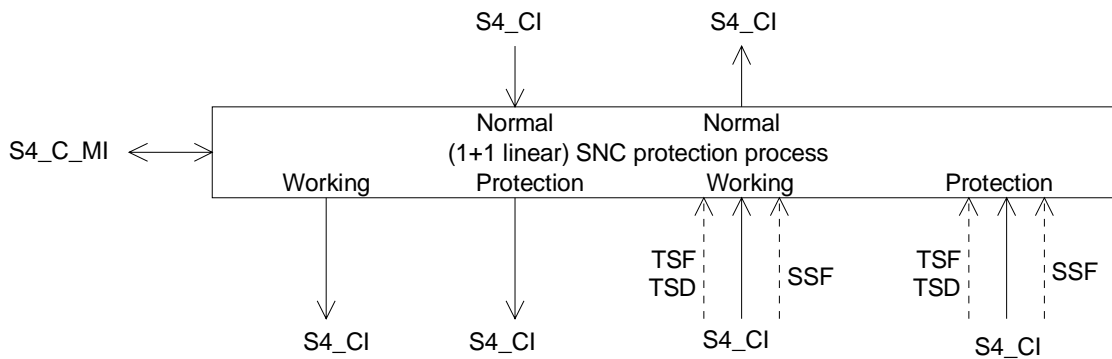 S4_CI S4_CI
Normal Normal
S4_C_MI (1+1 linear) SNC protection process
Working Protection Working Protection
TSF TSF
TSD SSF TSD SSF
S4_CI S4_CI S4_CI S4_CI